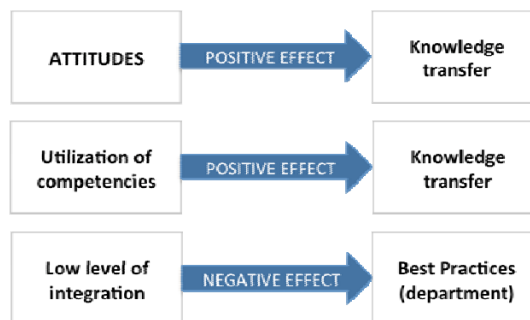 ATTITUDES
POSITIVE EFFECT
Knowledge
transfer
Utilization of
competencies
POSITIVE EFFECT
Knowledge
transfer
Low level of
integration
NEGATIVE EFFECT
Best Practices
(department)